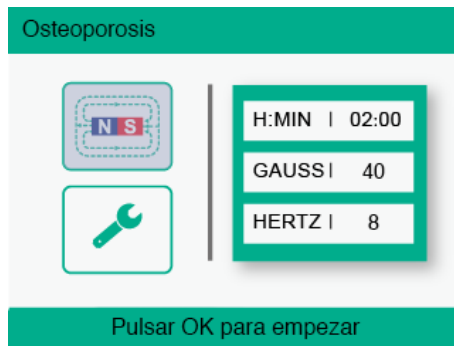 Osteoporosis
N S
H:MIN | 02:00
GAUSS | 40
HERTZ | 8
Pulsar OK para empezar